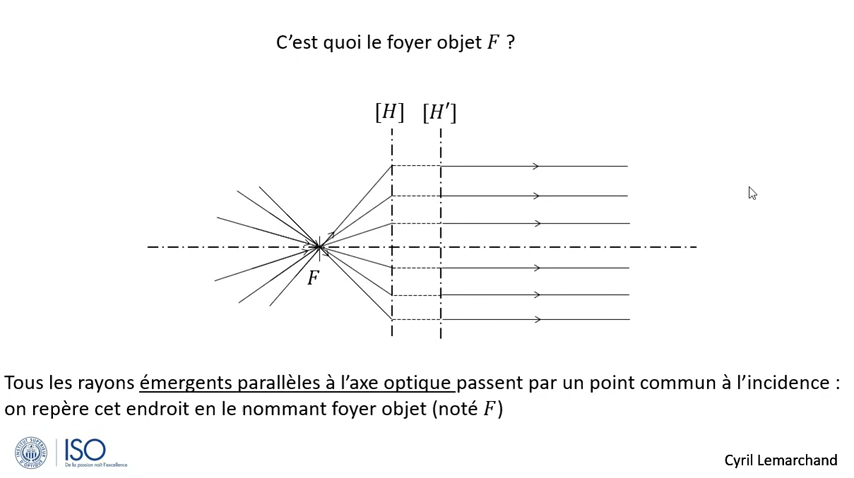 C'est quoi le foyer objet F ?
[H] [H']
F
Tous les rayons émergents parallèles à l'axe optique passent par un point commun à l'incidence :
on repère cet endroit en le nommant foyer objet (noté F)
ISO
De la passion naît l'excellence
Cyril Lemarchand